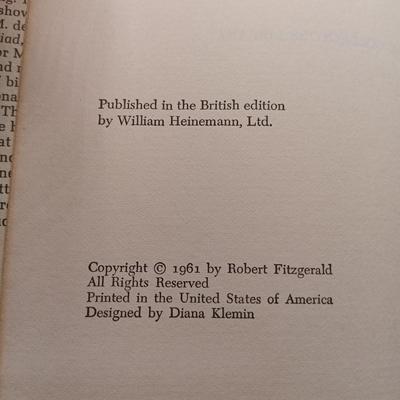 Published in the British edition
by William Heinemann, Ltd.
Copyright © 1961 by Robert Fitzgerald
All Rights Reserved
Printed in the United States of America
Designed by Diana Klemin